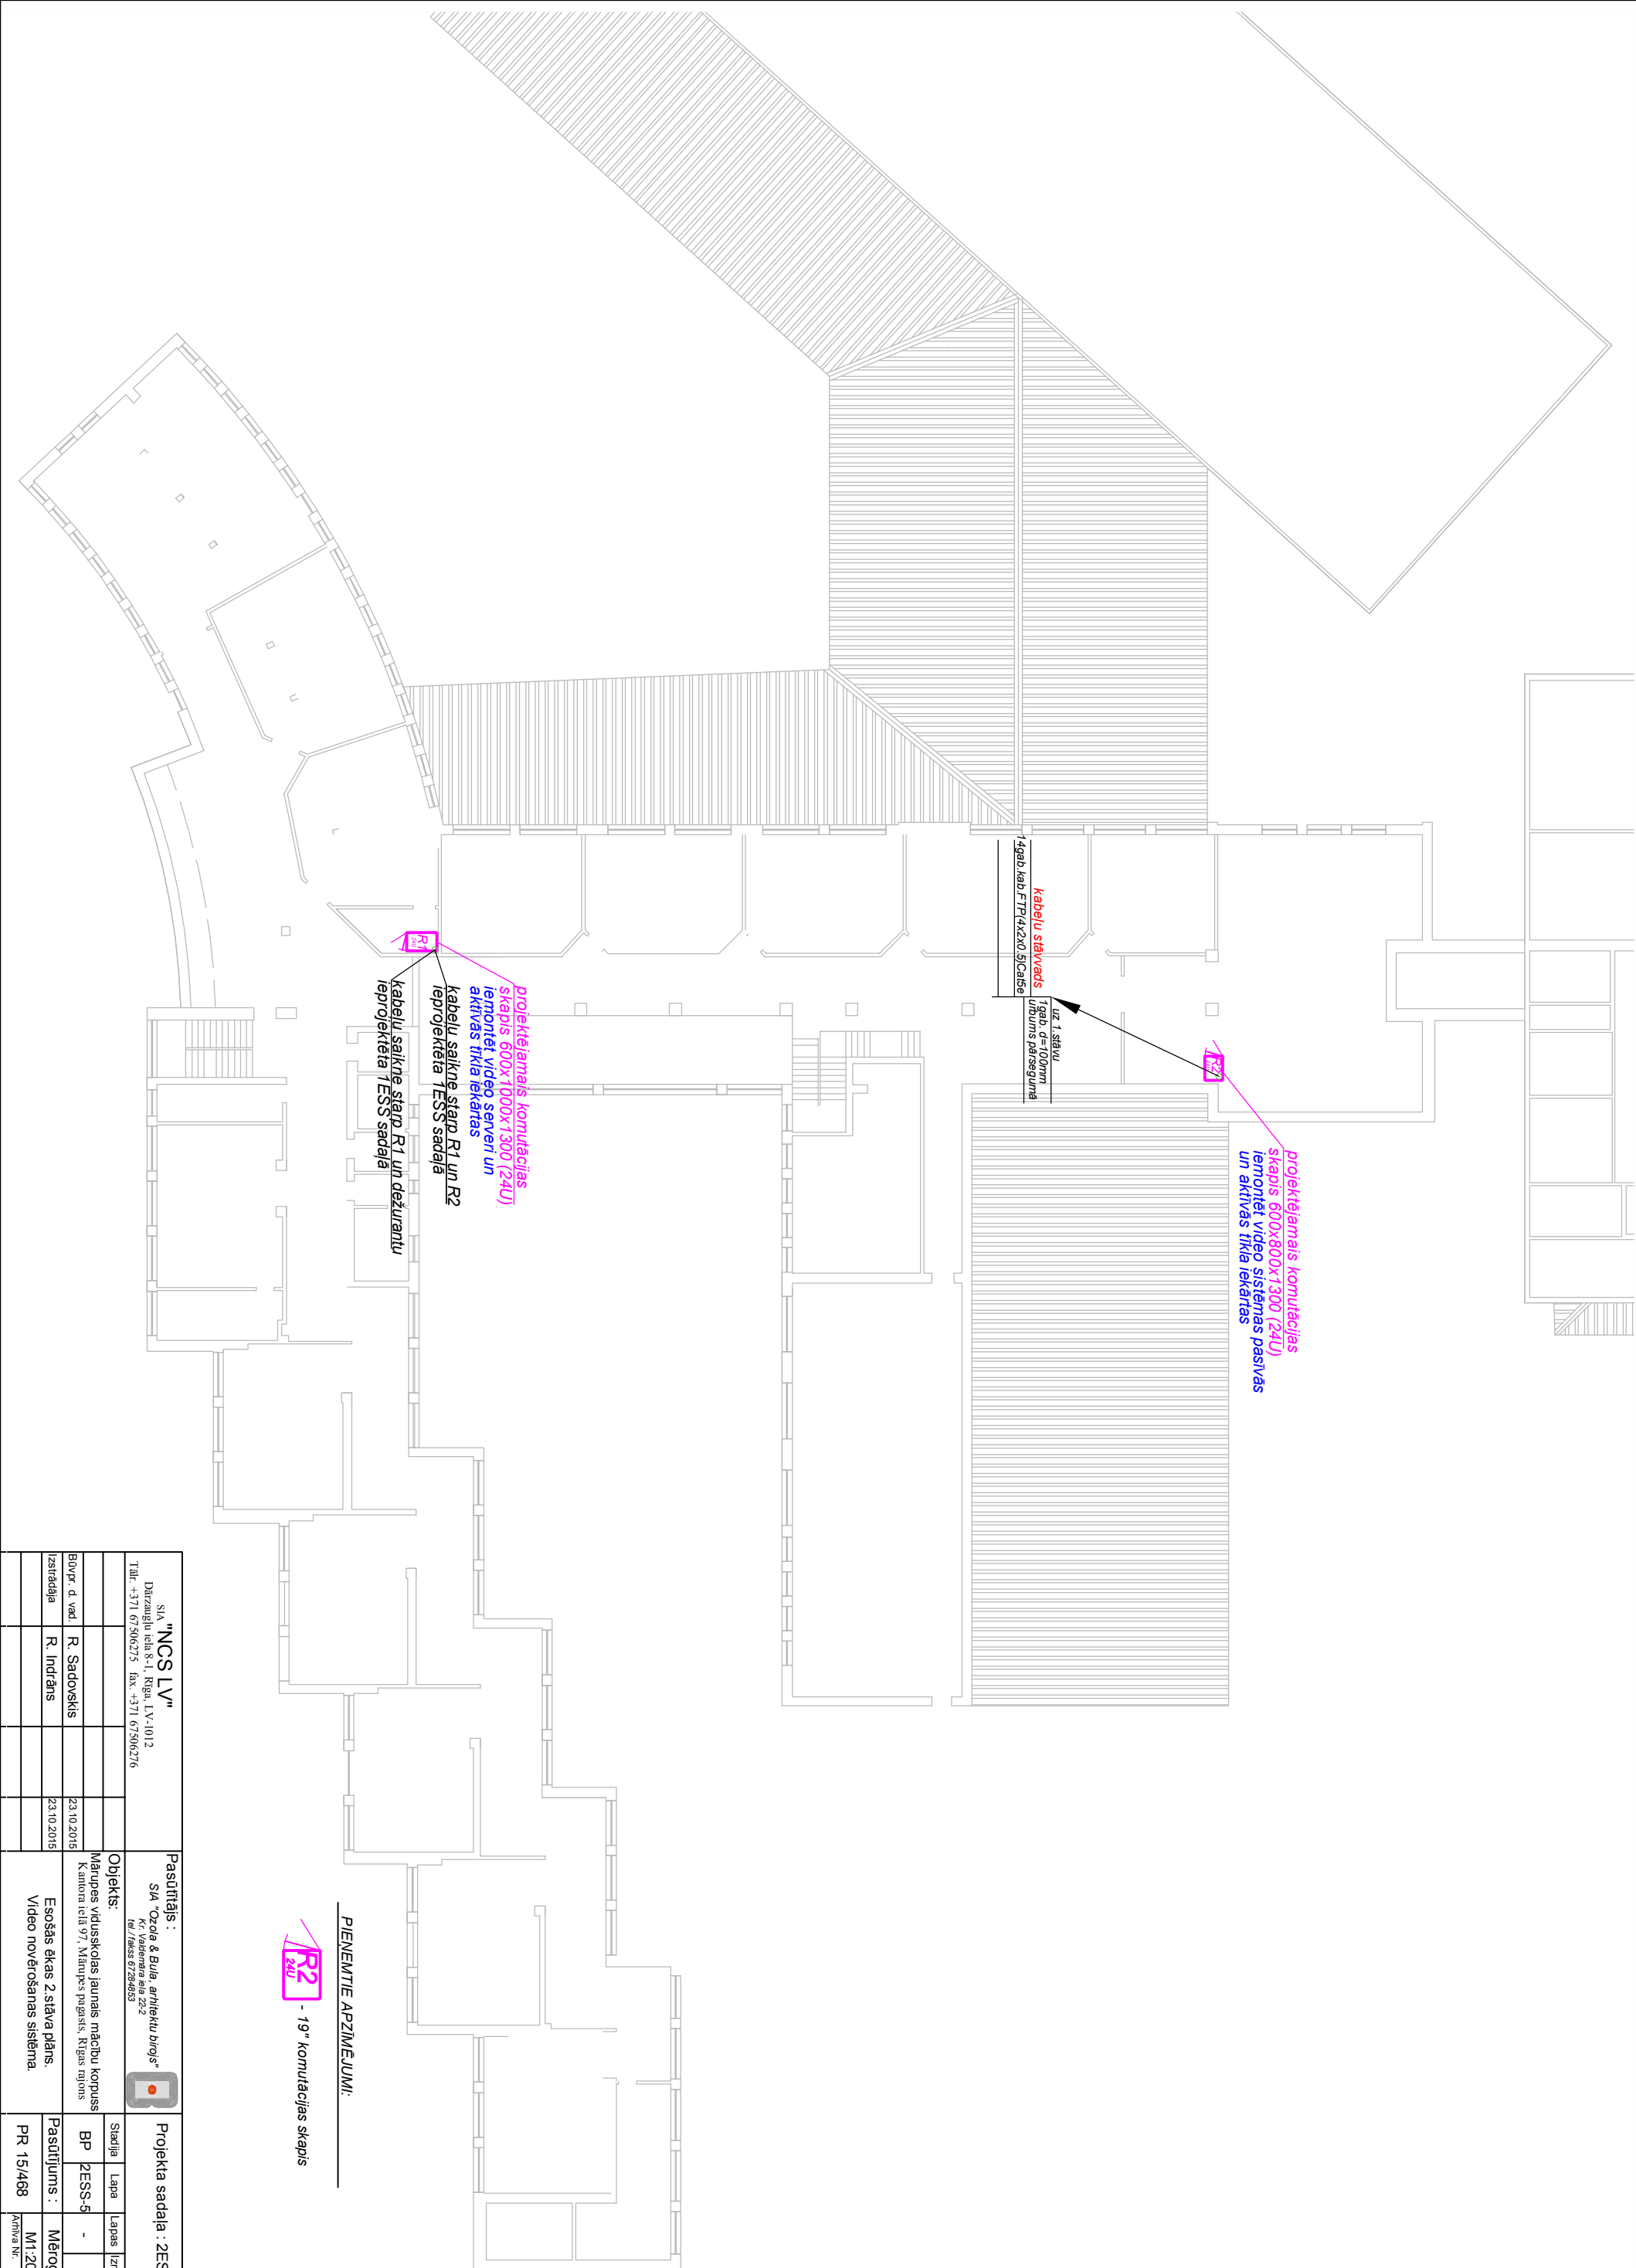 kabeļu stāvvads
14gab.kab.FTP(4x2x0.5)Cat5e
uz 1.stāvu
1gab. d=100mm
urbums pārsegumā
R2
projektējamais komutācijas
skapis 600x800x1300 (24U)
iemontēt video sistēmas pasīvās
un aktīvās tīkla iekārtas
R1
24U
projektējamais komutācijas
skapis 600x1000x1300 (24U)
iemontēt video serveri un
aktīvās tīkla iekārtas
kabeļu saikne starp R1 un R2
ieprojektēta 1ESS sadaļā
kabeļu saikne starp R1 un dežurantu
ieprojektēta 1ESS sadaļā
PIEŅEMTIE APZĪMĒJUMI:
R2
24U
- 19" komutācijas skapis
SIA "NCS LV"
Dārzaugļu iela 8-1, Rīga, LV-1012
Tālr. +371 67506275 fax. +371 67506276
Būvpr. d. vad. R. Sadovskis 23.10.2015
Izstrādāja R. Indrāns 23.10.2015
Pasūtītājs :
SIA "Ozola & Bula, arhitektu birojs"
Kr. Valdemāra iela 22-2
tel./fakss 67284853
Objekts:
Mārupes vidusskolas jaunais mācību korpuss
Kantora ielā 97, Mārupes pagasts, Rīgas rajons
Esošās ēkas 2.stāva plāns.
Video novērošanas sistēma.
Projekta sadaļa : 2ES
Stadija Lapa Lapas Izm
BP 2ESS-5 -
Pasūtījums : Mērog
PR 15/468 M1:20
Arhīva Nr.